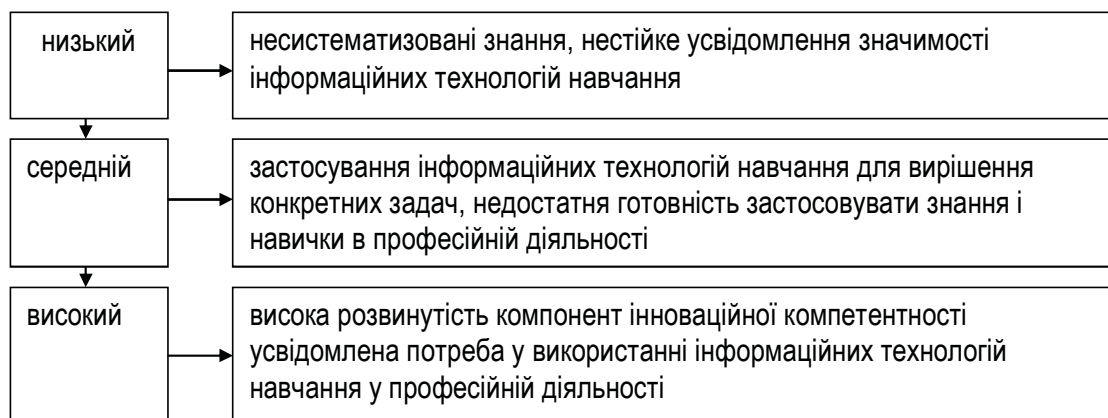 низький
несистематизовані знання, нестійке усвідомлення значимості
інформаційних технологій навчання
середній
застосування інформаційних технологій навчання для вирішення
конкретних задач, недостатня готовність застосовувати знання і
навички в професійній діяльності
високий
висока розвинутість компонент інноваційної компетентності
усвідомлена потреба у використанні інформаційних технологій
навчання у професійній діяльності